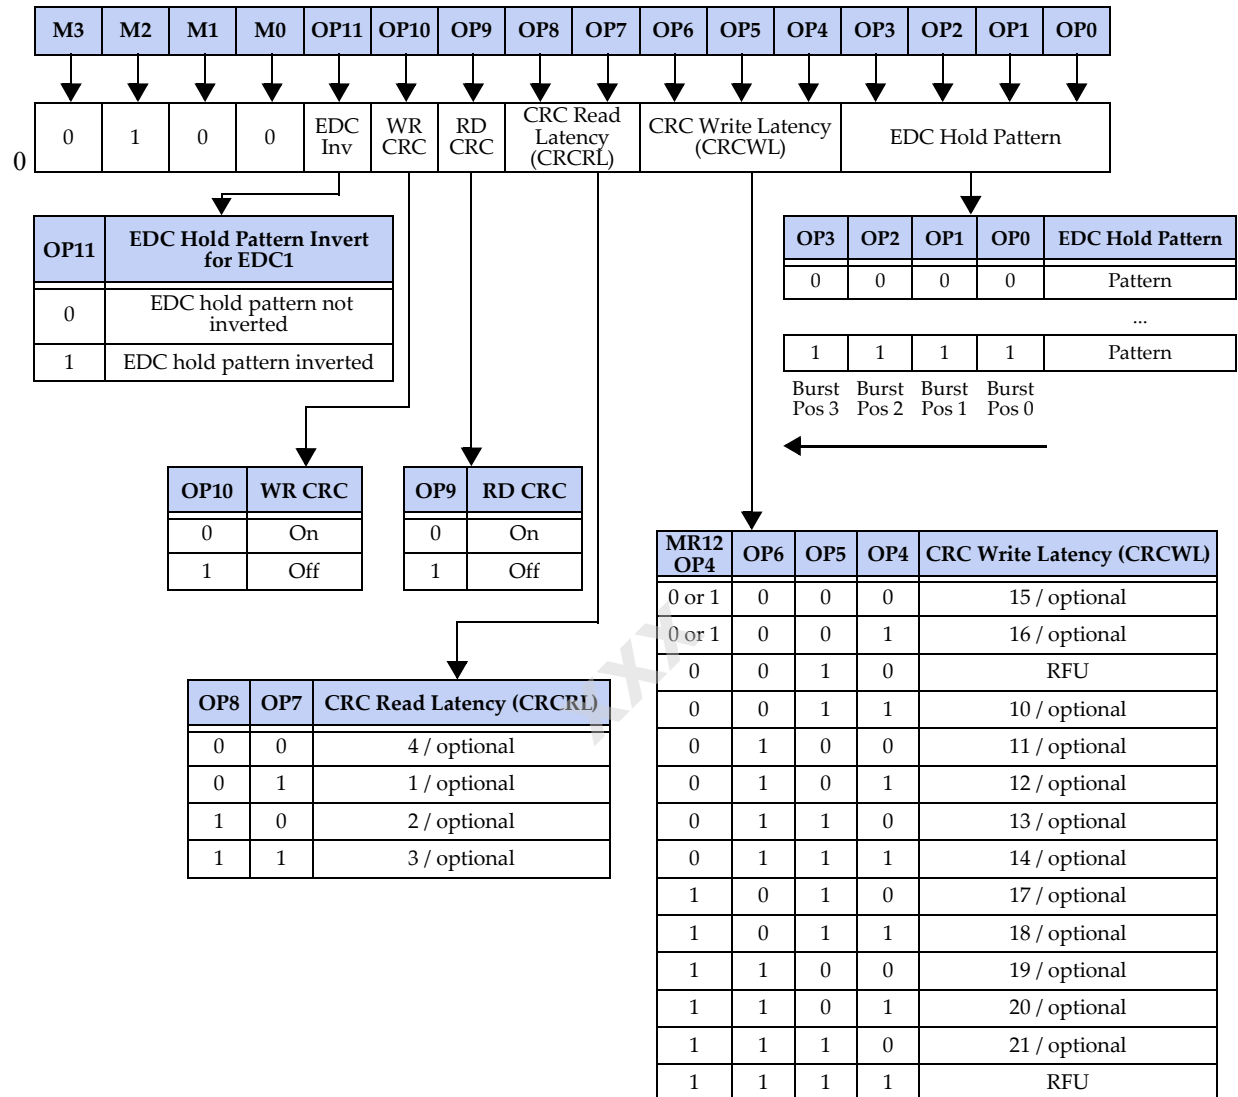 M3 M2 M1 M0 OP11 OP10 OP9 OP8 OP7 OP6 OP5 OP4 OP3 OP2 OP1 OP0
0 0 1 0 0 EDC Inv WR CRC RD CRC CRC Read Latency (CRCRL) CRC Write Latency (CRCWL) EDC Hold Pattern
OP11 EDC Hold Pattern Invert for EDC1
0 EDC hold pattern not inverted
1 EDC hold pattern inverted
OP3 OP2 OP1 OP0 EDC Hold Pattern
0 0 0 0 Pattern
...
1 1 1 1 Pattern
Burst Pos 3 Burst Pos 2 Burst Pos 1 Burst Pos 0
OP10 WR CRC
0 On
1 Off
OP9 RD CRC
0 On
1 Off
OP8 OP7 CRC Read Latency (CRCRL)
0 0 4 / optional
0 1 1 / optional
1 0 2 / optional
1 1 3 / optional
MR12 OP4 OP6 OP5 OP4 CRC Write Latency (CRCWL)
0 or 1 0 0 0 15 / optional
0 or 1 0 0 1 16 / optional
0 0 1 0 RFU
0 0 1 1 10 / optional
0 1 0 0 11 / optional
0 1 0 1 12 / optional
0 1 1 0 13 / optional
0 1 1 1 14 / optional
1 0 1 0 17 / optional
1 0 1 1 18 / optional
1 1 0 0 19 / optional
1 1 0 1 20 / optional
1 1 1 0 21 / optional
1 1 1 1 RFU